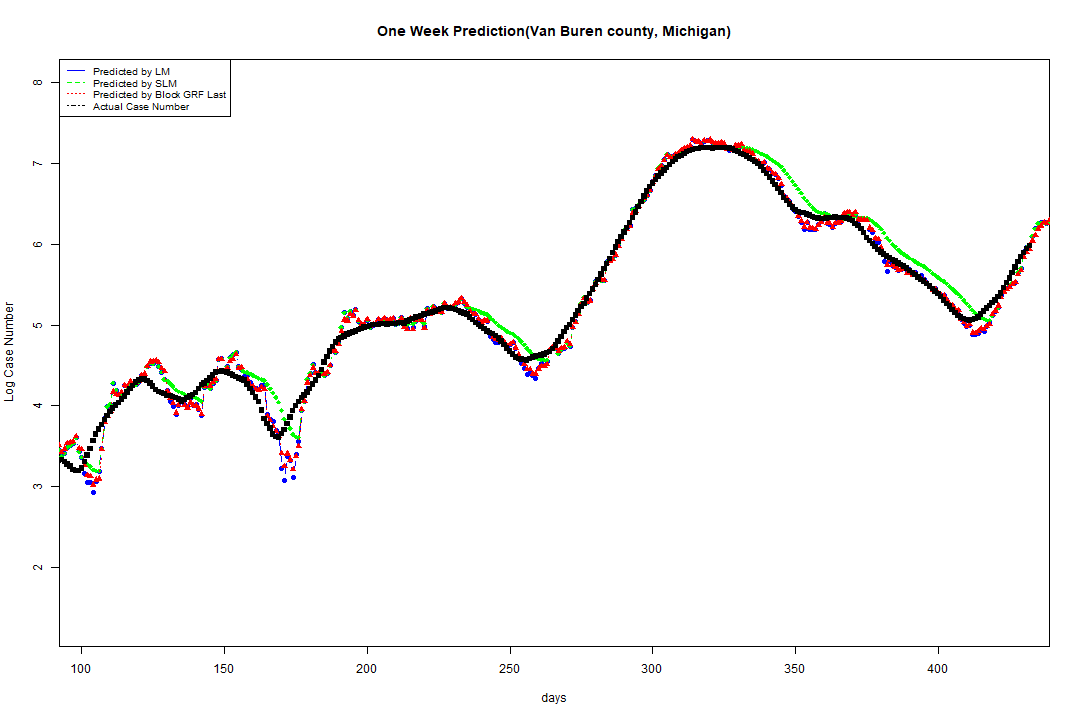 One Week Prediction(Van Buren county, Michigan)
Predicted by LM
Predicted by SLM
Predicted by Block GRF Last
Actual Case Number
8
7
6
5
4
3
2
Log Case Number
100 150 200 250 300 350 400
days